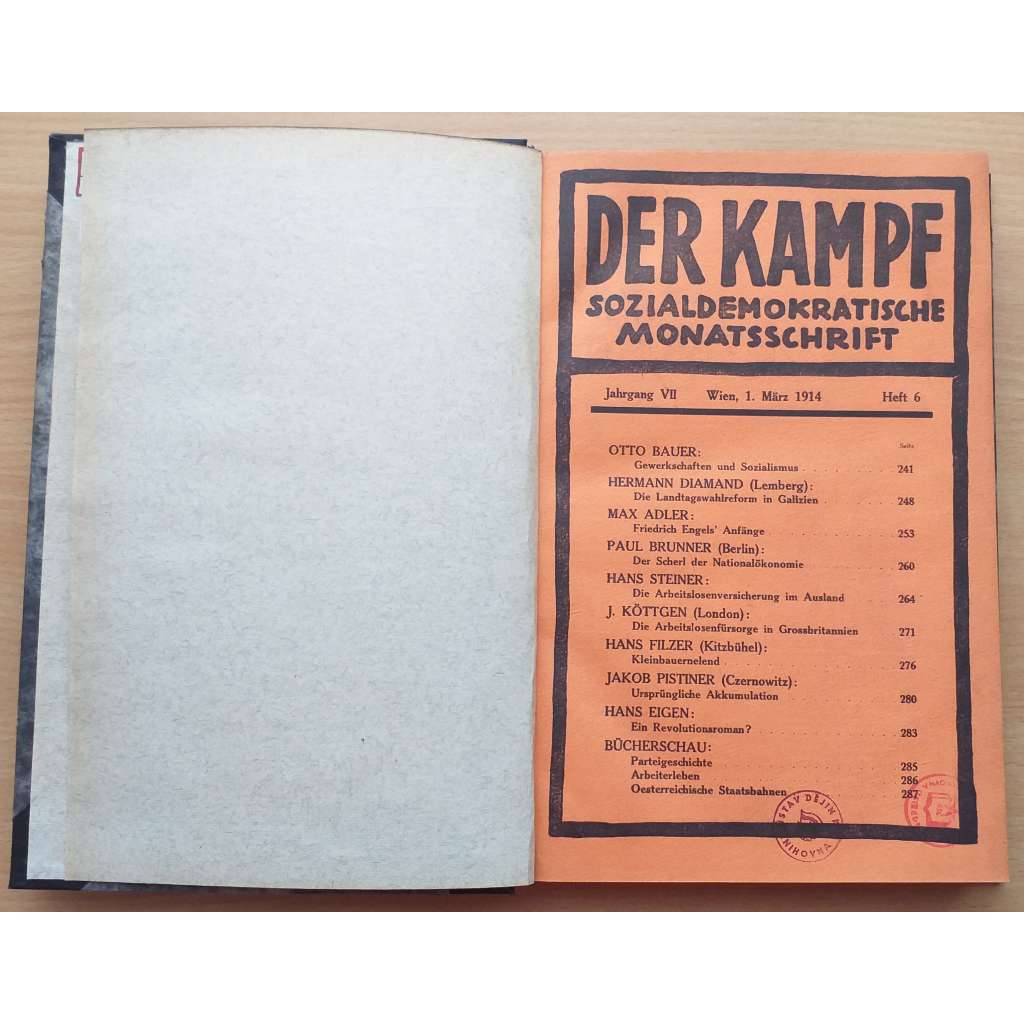 DER KAMPF
SOZIALDEMOKRATISCHE
MONATSSCHRIFT
Jahrgang VII Wien, 1. März 1914 Heft 6
Seite
OTTO BAUER:
Gewerkschaften und Sozialismus 241
HERMANN DIAMAND (Lemberg):
Die Landtagswahlreform in Galizien 248
MAX ADLER:
Friedrich Engels' Anfänge 253
PAUL BRUNNER (Berlin):
Der Scherl der Nationalökonomie 260
HANS STEINER:
Die Arbeitslosenversicherung im Ausland 264
J. KÖTTGEN (London):
Die Arbeitslosenfürsorge in Grossbritannien 271
HANS FILZER (Kitzbühel):
Kleinbauernelend 276
JAKOB PISTINER (Czernowitz):
Ursprüngliche Akkumulation 280
HANS EIGEN:
Ein Revolutionsroman? 283
BÜCHERSCHAU:
Parteigeschichte 285
Arbeiterleben 286
Oesterreichische Staatsbahnen 287
ÚSTAV DĚJIN
KNIHOVNA